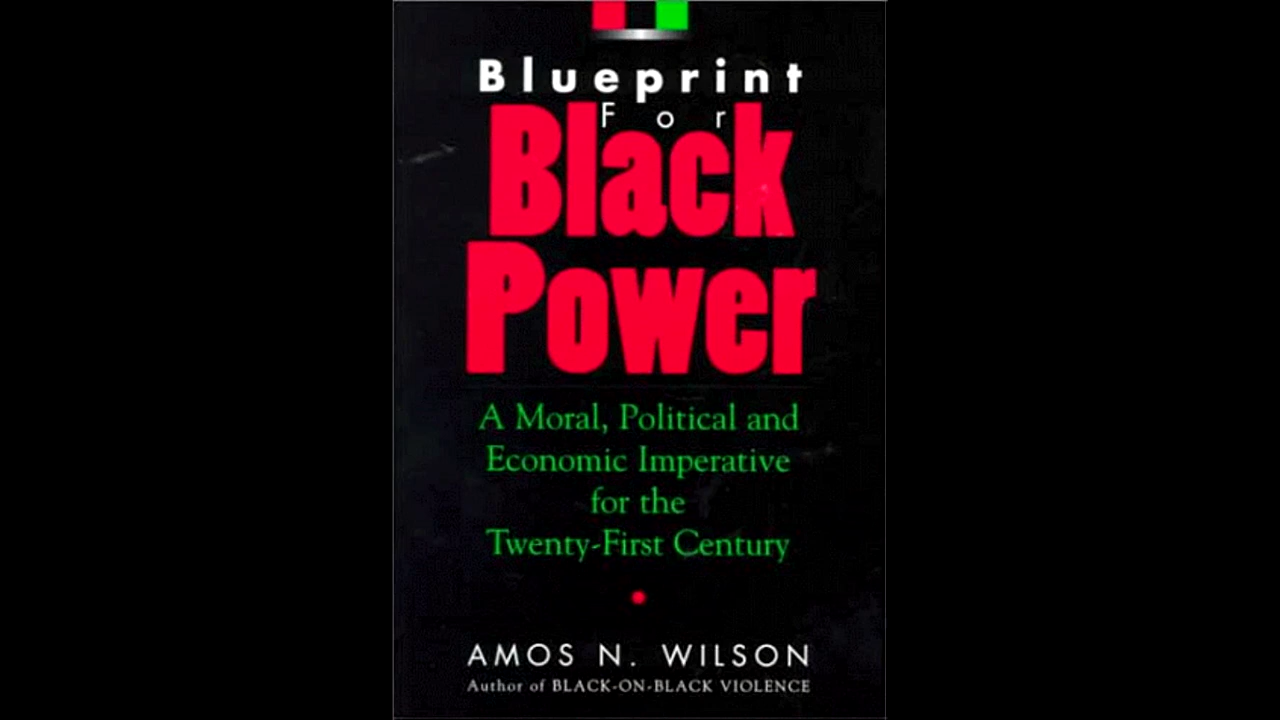 Blueprint
For
Black
Power
A Moral, Political and
Economic Imperative
for the
Twenty-First Century
AMOS N. WILSON
Author of BLACK-ON-BLACK VIOLENCE